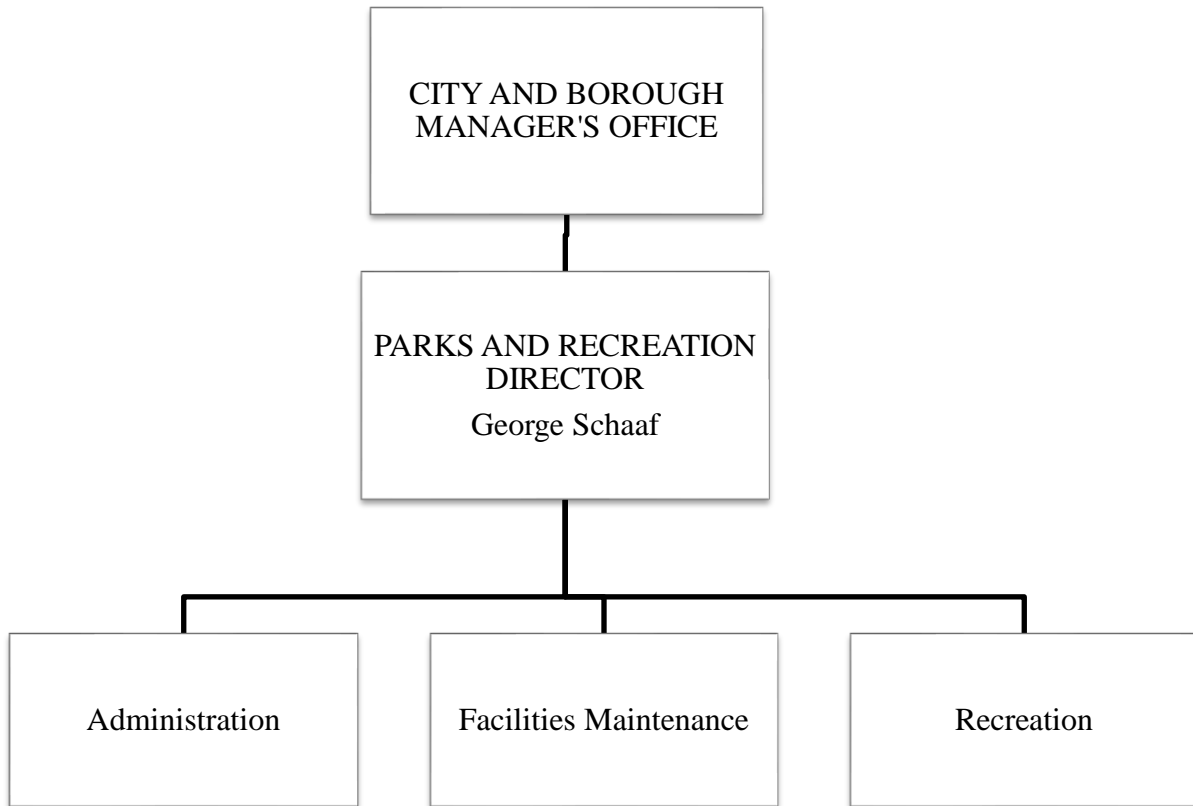 CITY AND BOROUGH
MANAGER'S OFFICE
PARKS AND RECREATION
DIRECTOR
George Schaaf
Administration
Facilities Maintenance
Recreation